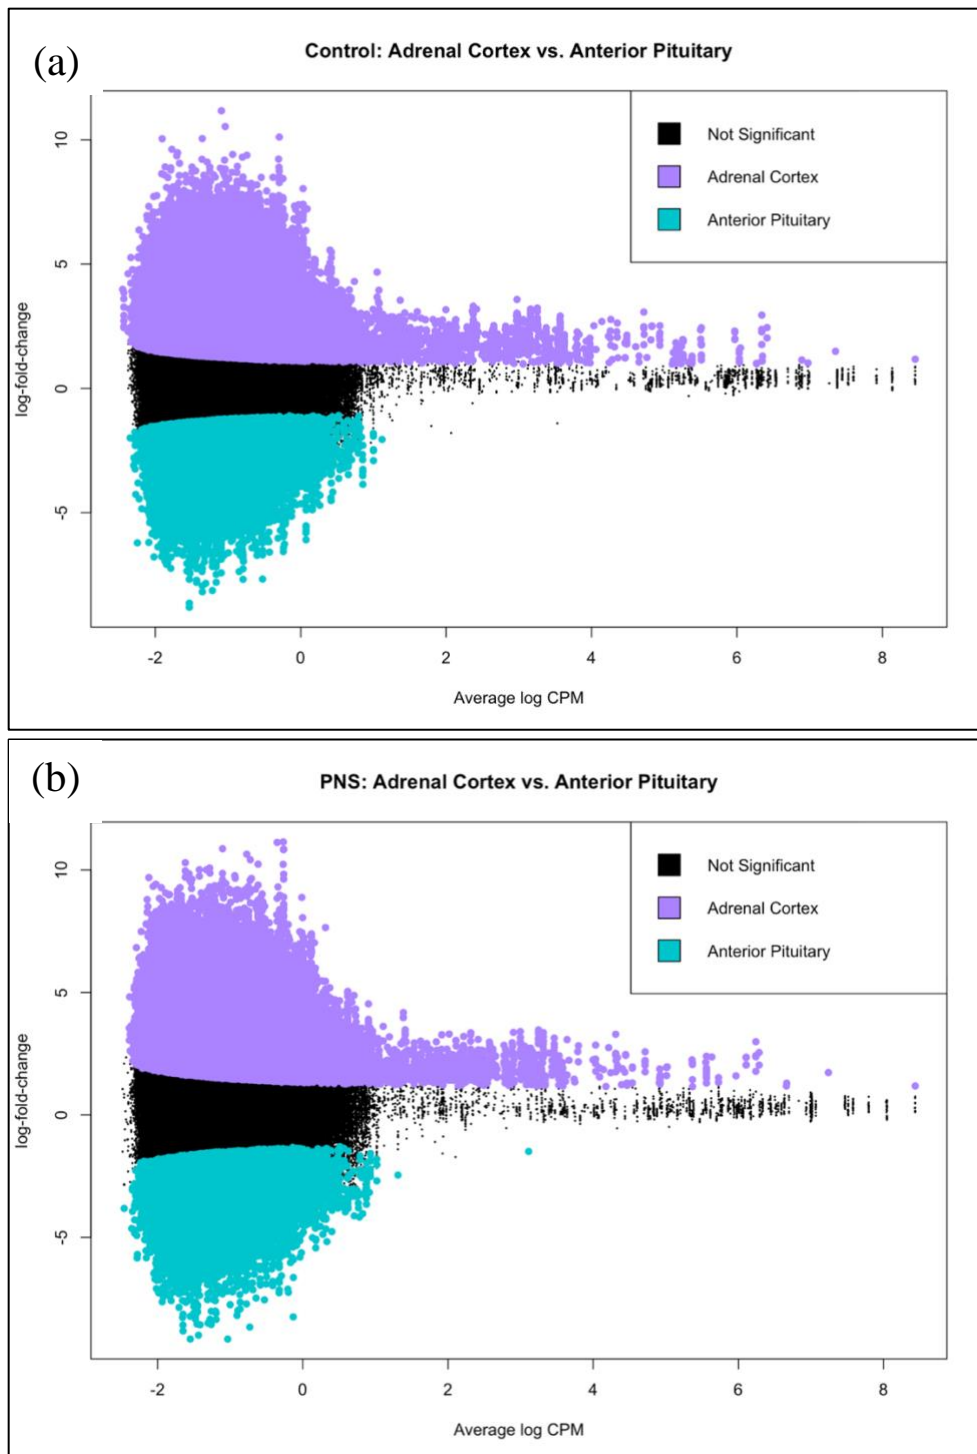 (a)
Control: Adrenal Cortex vs. Anterior Pituitary
Not Significant
Adrenal Cortex
Anterior Pituitary
10
5
0
-5
log-fold-change
-2 0 2 4 6 8
Average log CPM
(b)
PNS: Adrenal Cortex vs. Anterior Pituitary
Not Significant
Adrenal Cortex
Anterior Pituitary
10
5
0
-5
log-fold-change
-2 0 2 4 6 8
Average log CPM